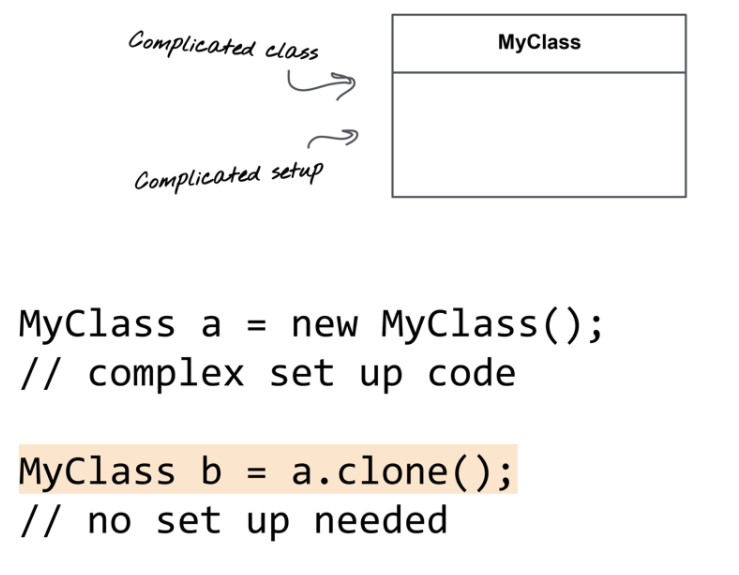 Complicated class
MyClass
Complicated setup
MyClass a = new MyClass();
// complex set up code
MyClass b = a.clone();
// no set up needed